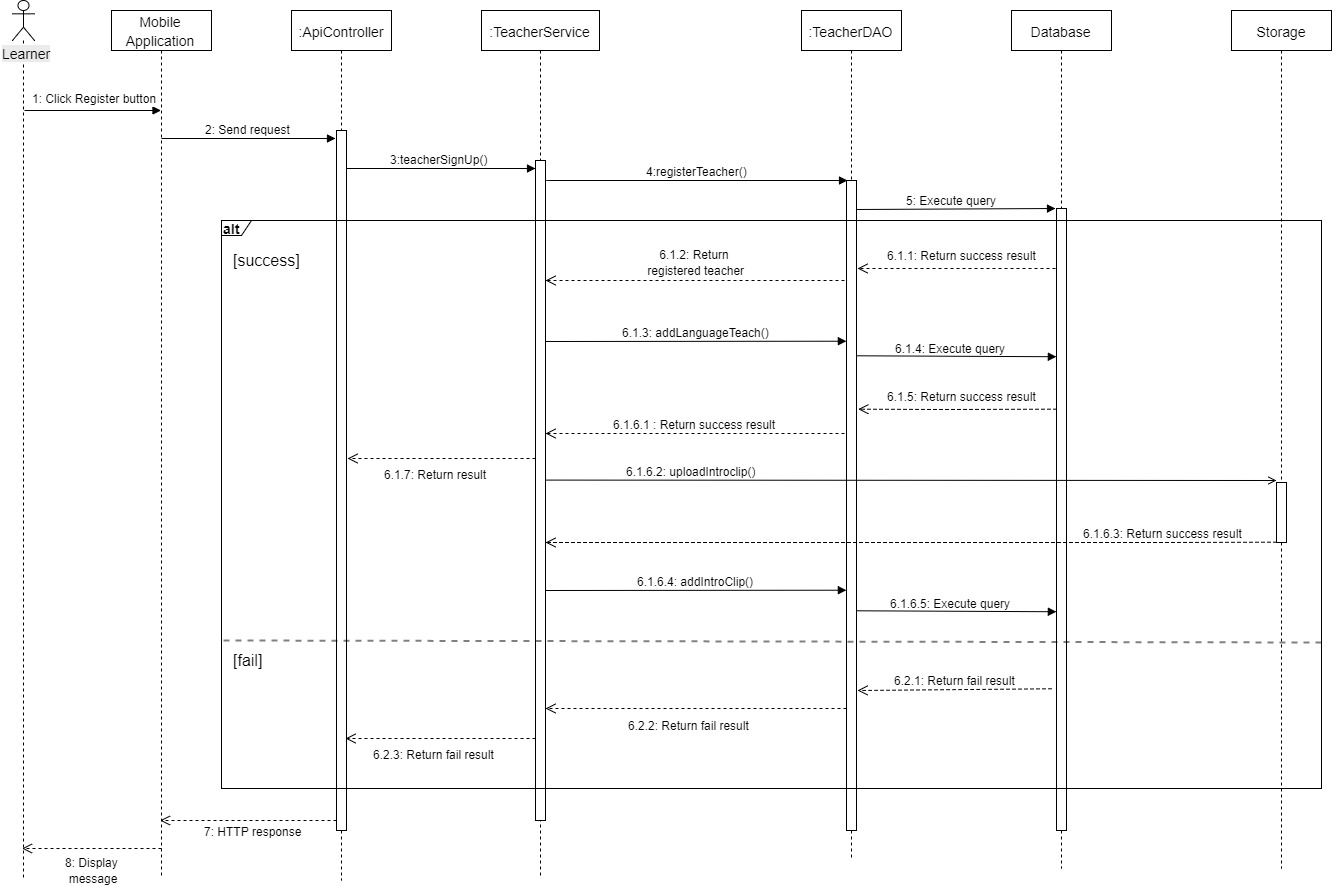 Learner
Mobile
Application
:ApiController
:TeacherService
:TeacherDAO
Database
Storage
1: Click Register button
2: Send request
3:teacherSignUp()
4:registerTeacher()
5: Execute query
alt
[success]
6.1.1: Return success result
6.1.2: Return
registered teacher
6.1.3: addLanguageTeach()
6.1.4: Execute query
6.1.5: Return success result
6.1.6.1 : Return success result
6.1.7: Return result
6.1.6.2: uploadIntroclip()
6.1.6.3: Return success result
6.1.6.4: addIntroClip()
6.1.6.5: Execute query
[fail]
6.2.1: Return fail result
6.2.2: Return fail result
6.2.3: Return fail result
7: HTTP response
8: Display
message